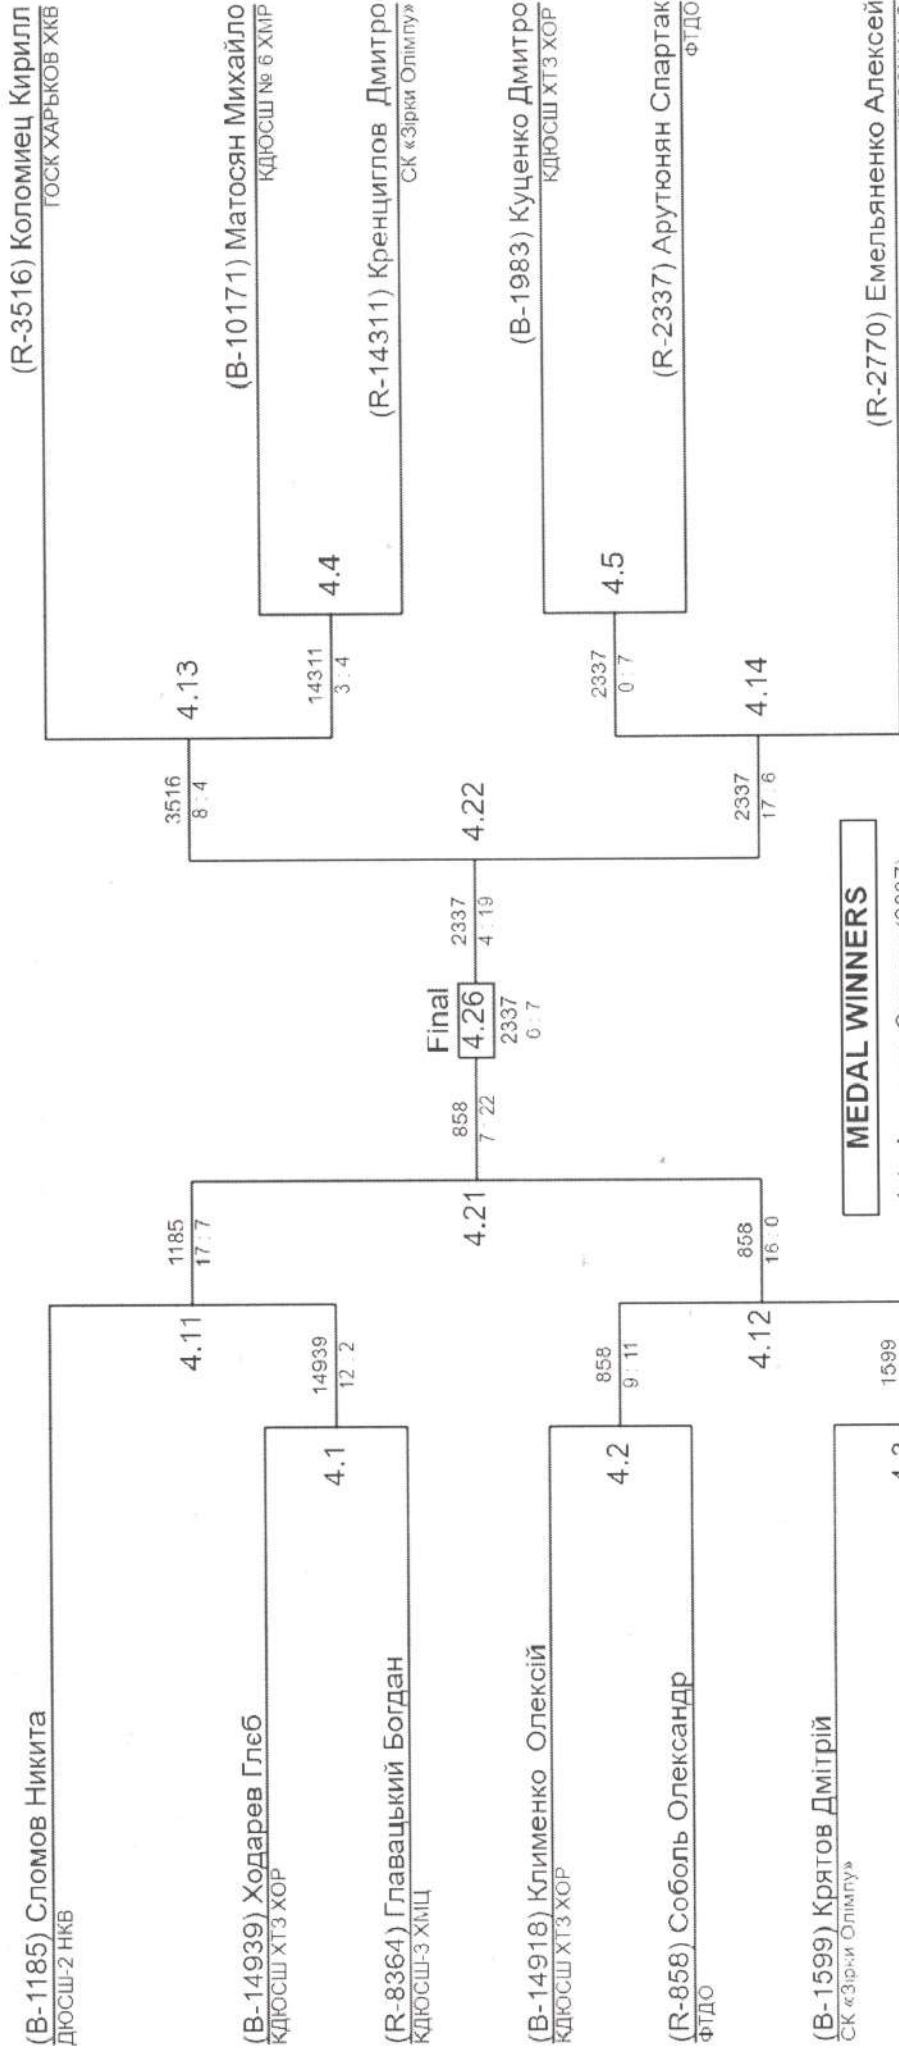 (B-1185) Сломов Никита
ДЮСШ-2 НКВ
(B-14939) Ходарев Глєб
КДЮСШ ХТЗ ХОР
(R-8364) Главацький Богдан
КДЮСШ-3 ХМЦ
(B-14918) Клименко Олексій
КДЮСШ ХТЗ ХОР
(R-858) Соболь Олександр
ФТДО
(B-1599) Крятов Дмітрій
СК «Зірки Олімпу»
4.1
4.2
14939
12 : 2
858
9 : 11
1599
4.11
4.12
1185
17 : 7
858
16 : 0
4.21
858
7 : 22
Final
4.26
2337
6 : 7
MEDAL WINNERS
2337
4 : 19
4.22
3516
8 : 4
2337
17 : 6
4.13
4.14
14311
3 : 4
2337
0 : 7
4.4
4.5
(R-3516) Коломиец Кирилл
ГОСК ХАРЬКОВ ХКВ
(B-10171) Матосян Михайло
КДЮСШ № 6 ХМР
(R-14311) Кренциглов Дмитро
СК «Зірки Олімпу»
(B-1983) Куценко Дмитро
КДЮСШ ХТЗ ХОР
(R-2337) Арутюнян Спартак
ФТДО
(R-2770) Емельяненко Алексей